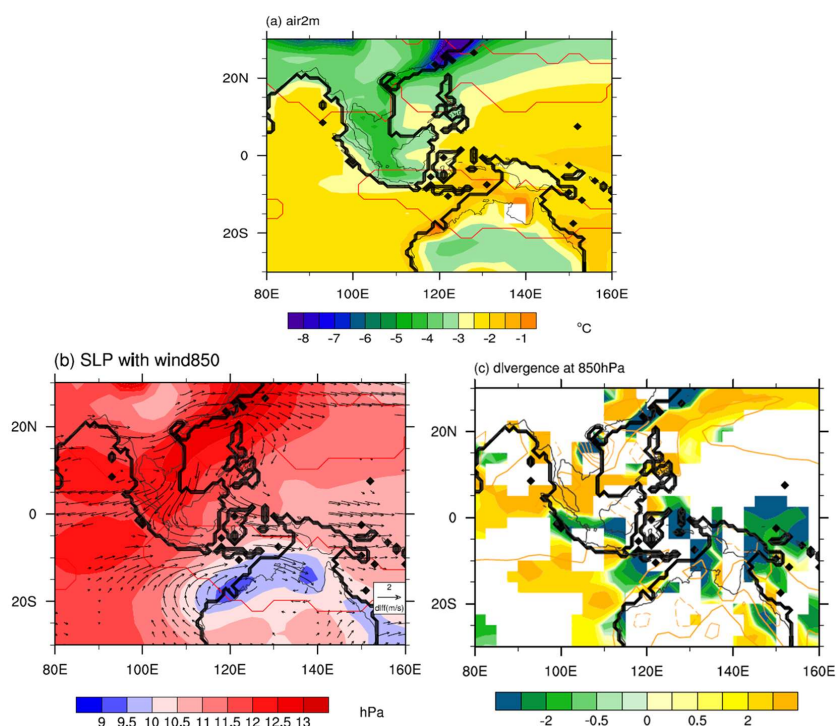 (a) air2m
20N
0
20S
80E 100E 120E 140E 160E
-8 -7 -6 -5 -4 -3 -2 -1
°C
(b) SLP with wind850
20N
0
20S
2
diff(m/s)
80E 100E 120E 140E 160E
9 9.5 10 10.5 11 11.5 12 12.5 13
hPa
(c) divergence at 850hPa
20N
0
20S
80E 100E 120E 140E 160E
-2 -0.5 0 0.5 2